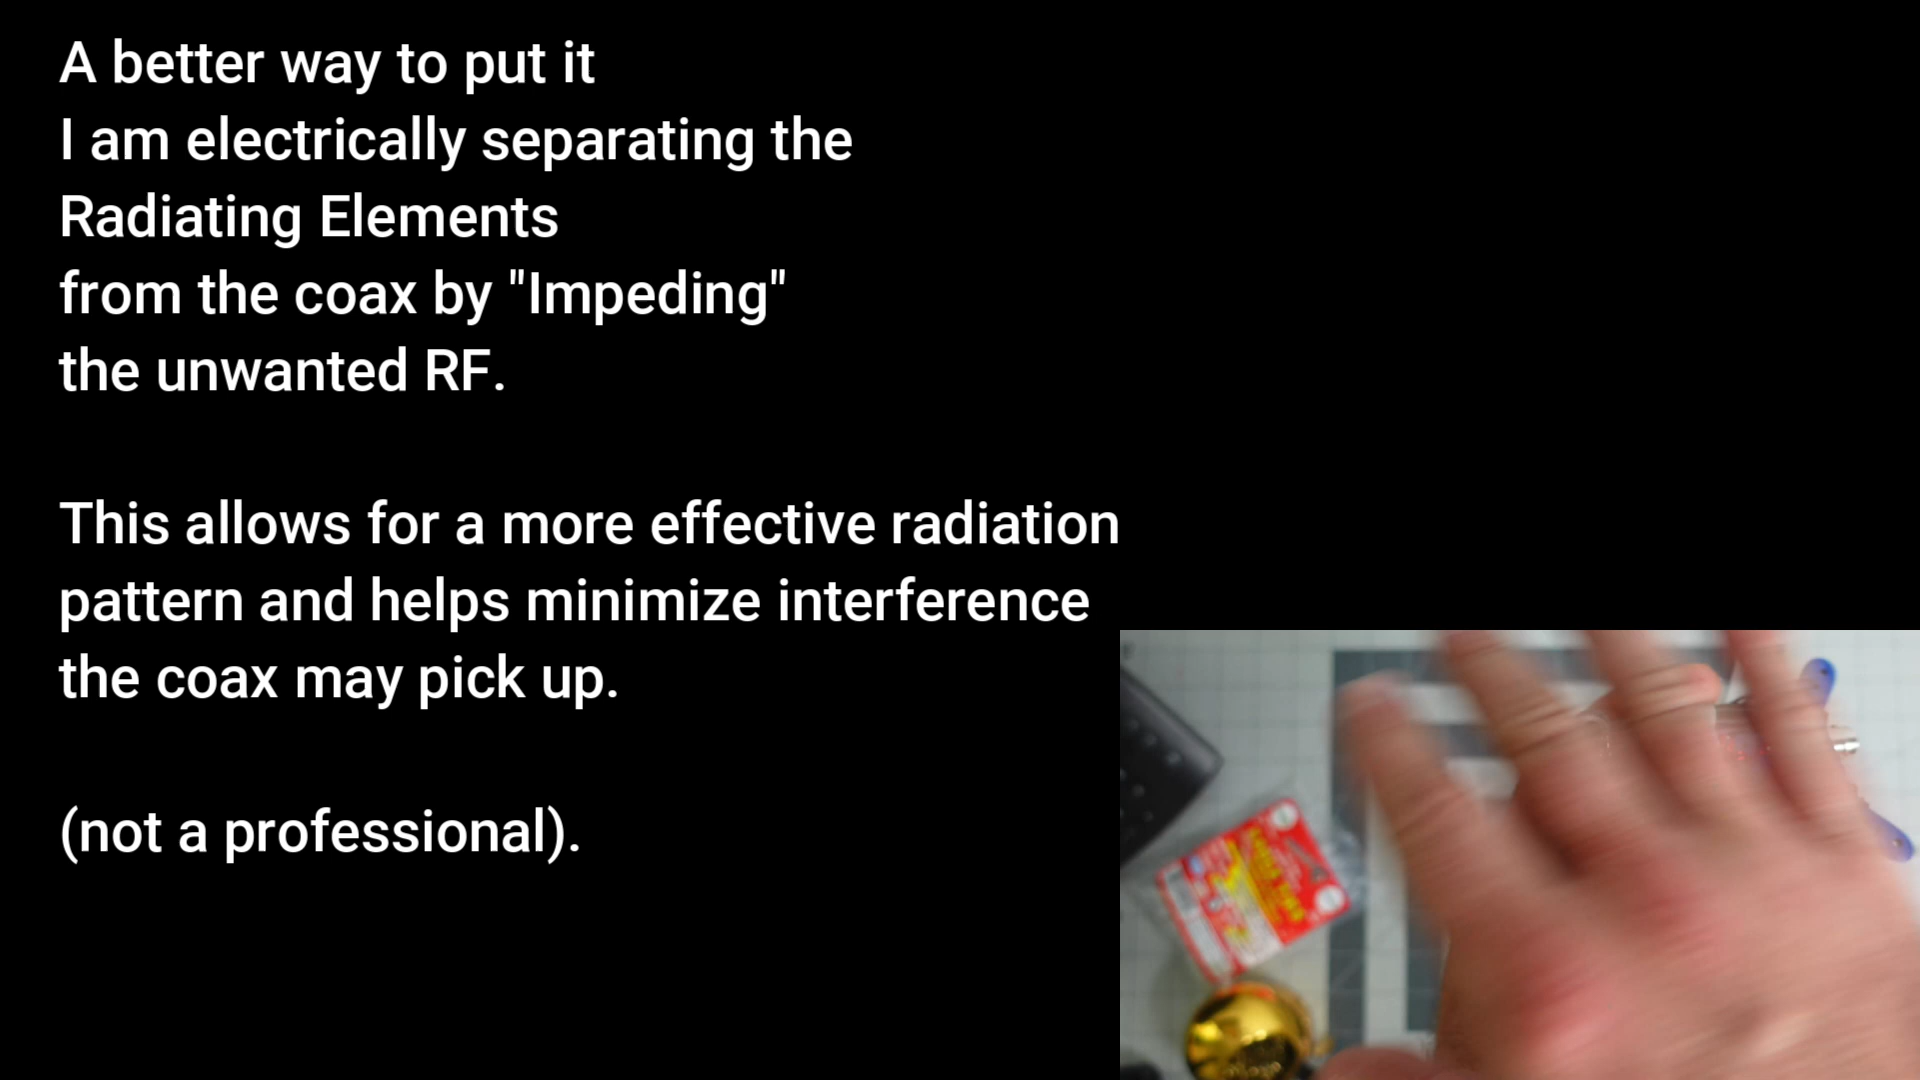 A better way to put it
I am electrically separating the
Radiating Elements
from the coax by "Impeding"
the unwanted RF.
This allows for a more effective radiation
pattern and helps minimize interference
the coax may pick up.
(not a professional).